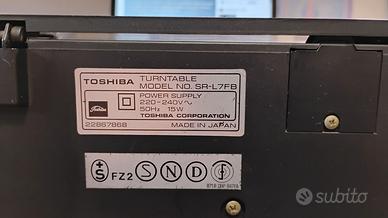 TOSHIBA TURNTABLE
MODEL NO. SR-L7FB
POWER SUPPLY
220-240V~
50Hz 15W
TOSHIBA CORPORATION
22867868 MADE IN JAPAN
Toshiba
S FZ2 S N D
subito